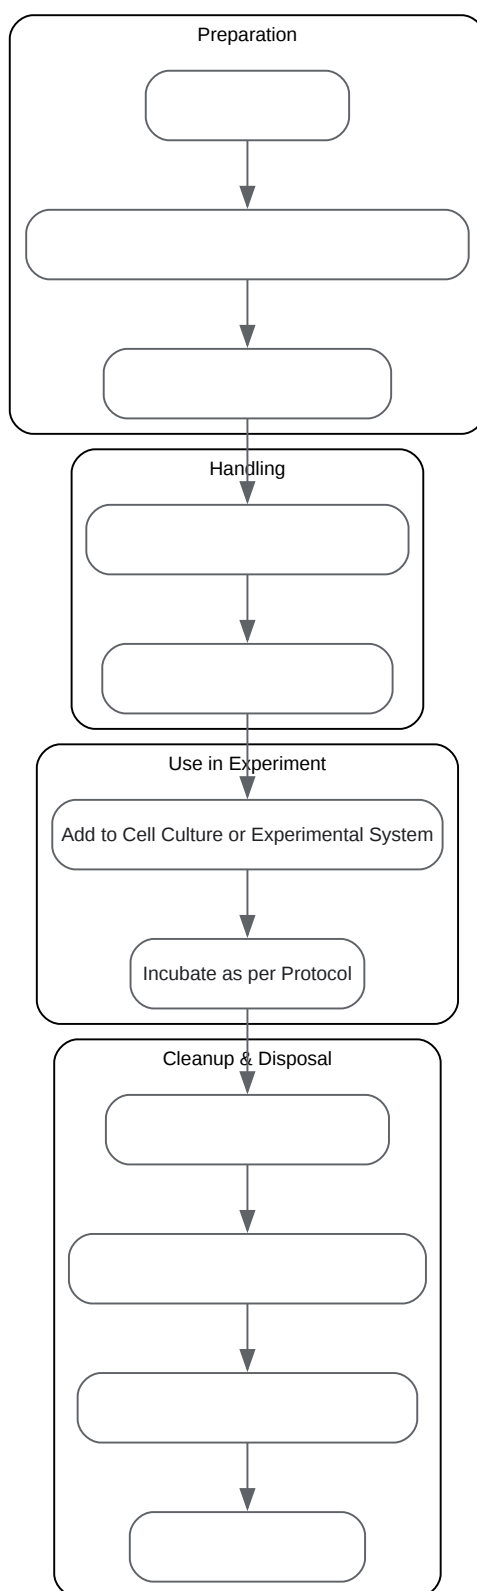 Preparation
Handling
Use in Experiment
Add to Cell Culture or Experimental System
Incubate as per Protocol
Cleanup & Disposal